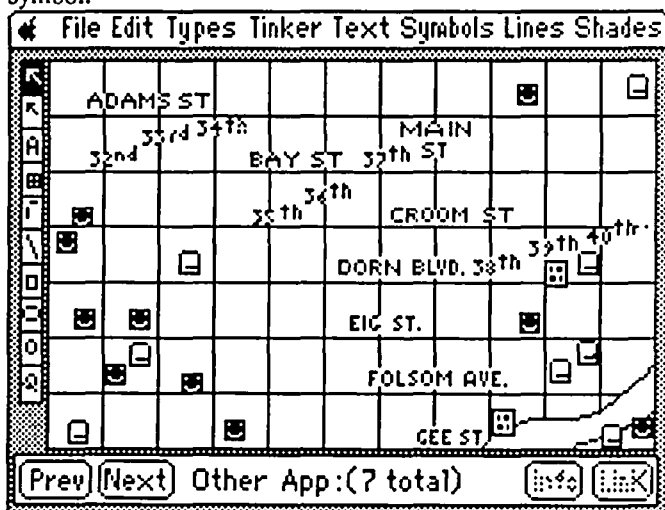 symbol.
File Edit Types Tinker Text Symbols Lines Shades
A
ADAMS ST
32nd 33rd 34th
MAIN
ST
BAY ST 37th
35th 36th
CROOM ST
39th 40th
DORN BLVD. 38th
EIG ST.
FOLSOM AVE.
GEE ST
Prev Next Other App:(7 total) Info Link